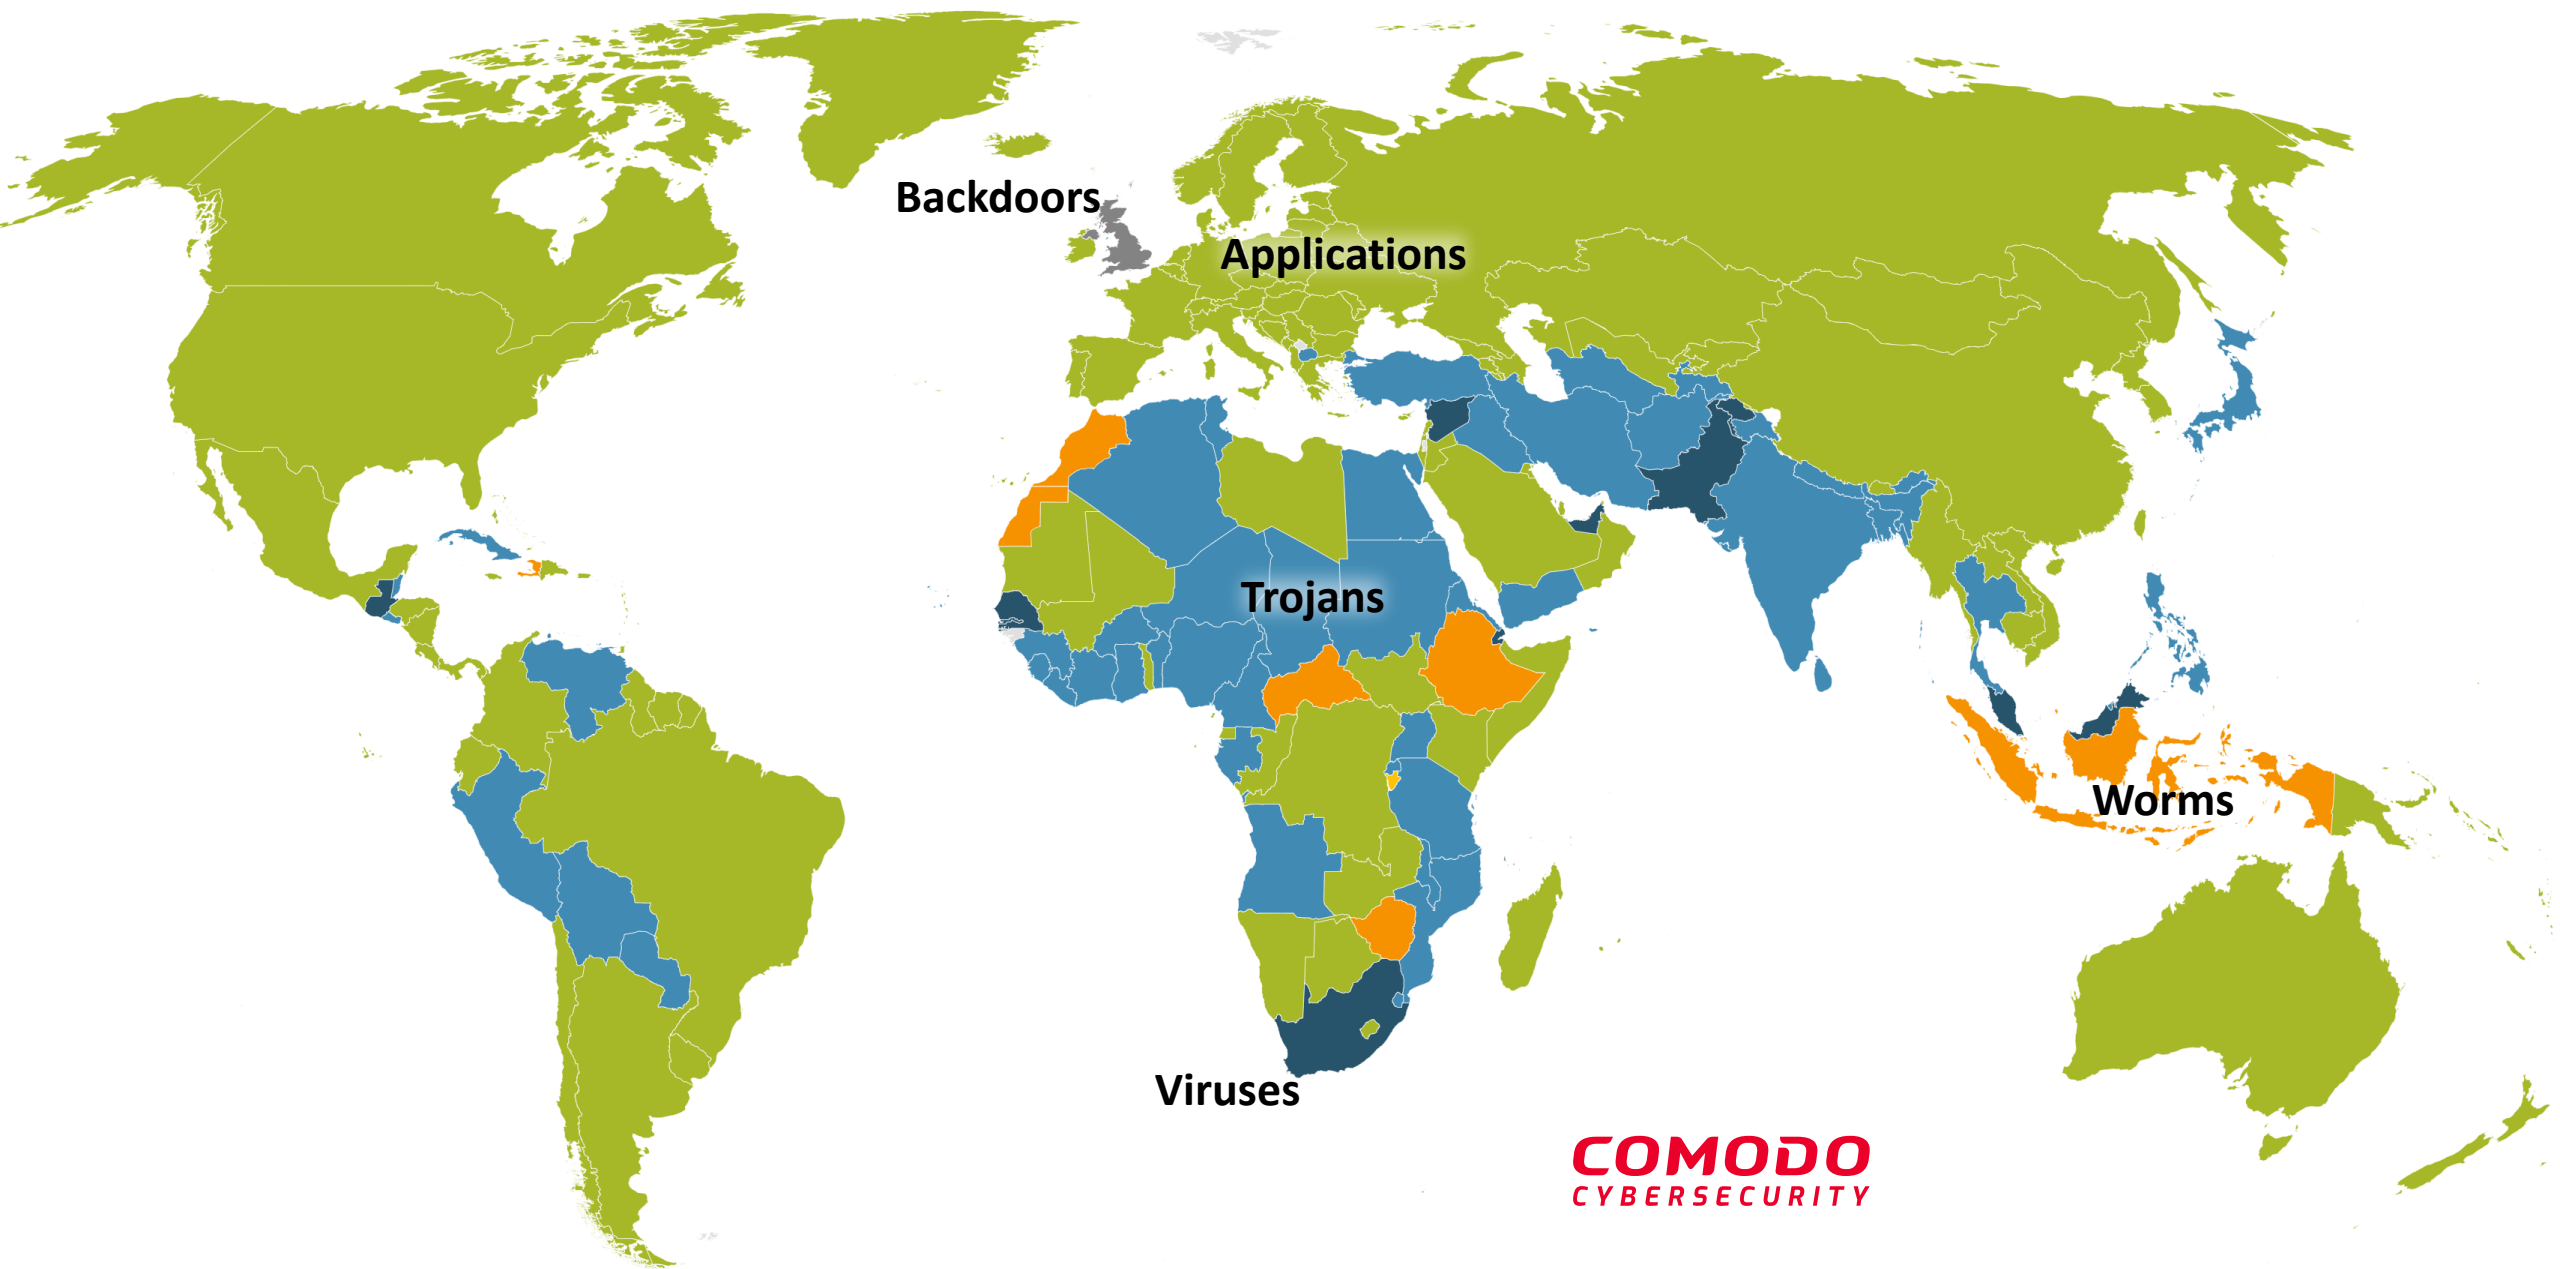 Backdoors
Applications
Trojans
Worms
Viruses
COMODO
CYBERSECURITY